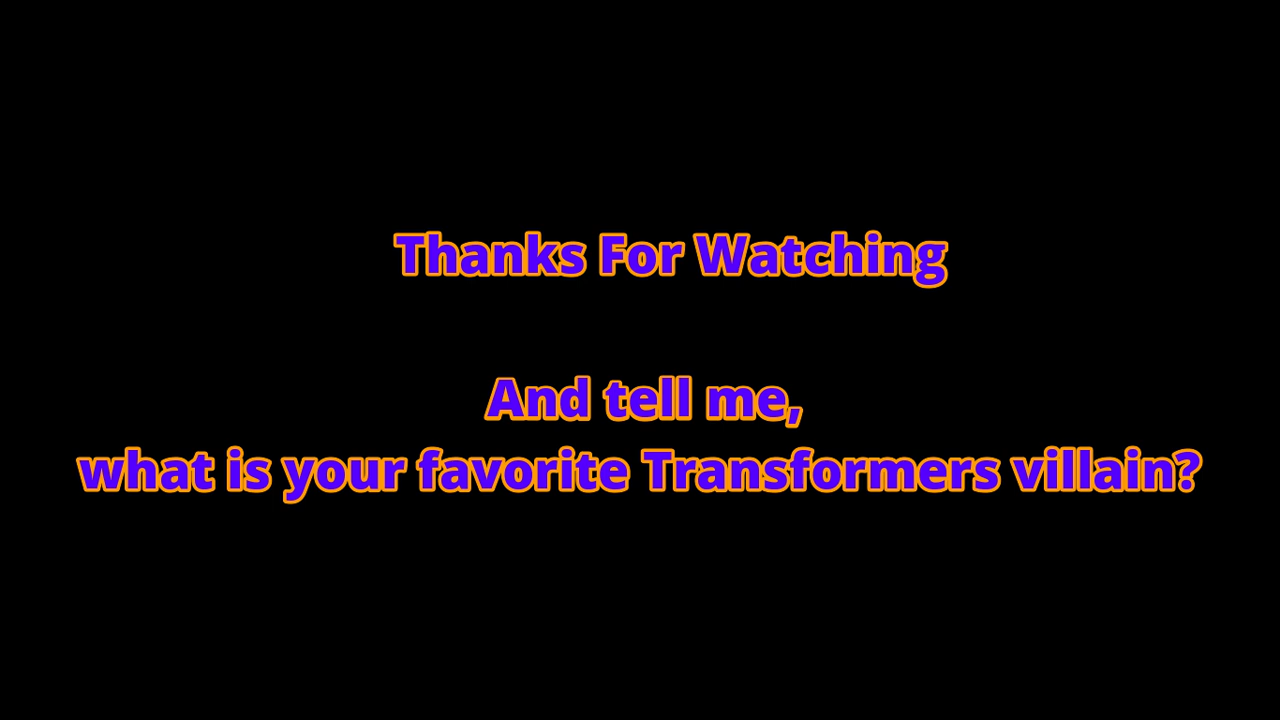 Thanks For Watching
And tell me,
what is your favorite Transformers villain?